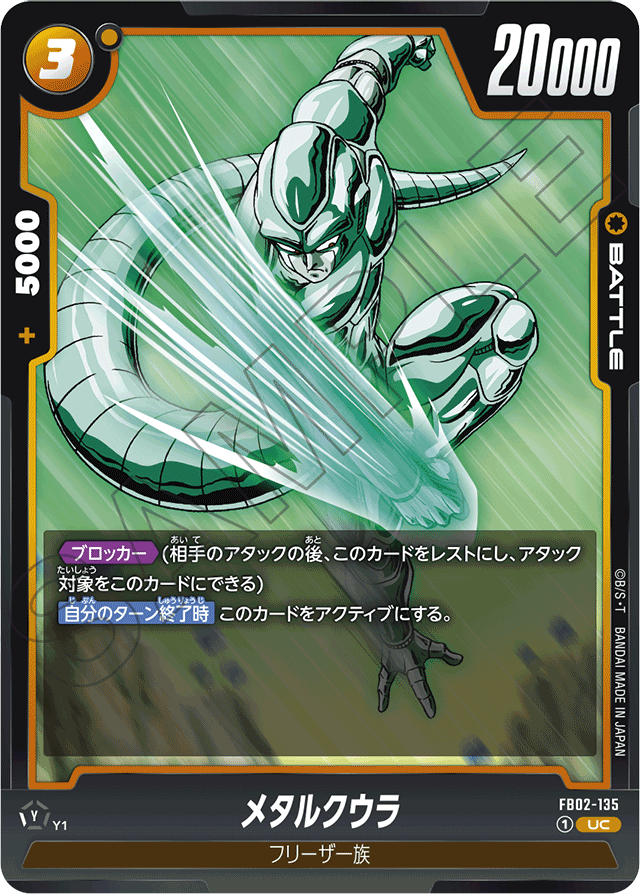 3
20000
+ 5000
BATTLE
SAMPLE
ブロッカー (相手のアタックの後、このカードをレストにし、アタック
対象をこのカードにできる)
自分のターン終了時 このカードをアクティブにする。
©B/S・T BANDAI MADE IN JAPAN
Y Y1
メタルクウラ
FB02-135
1 UC
フリーザー族